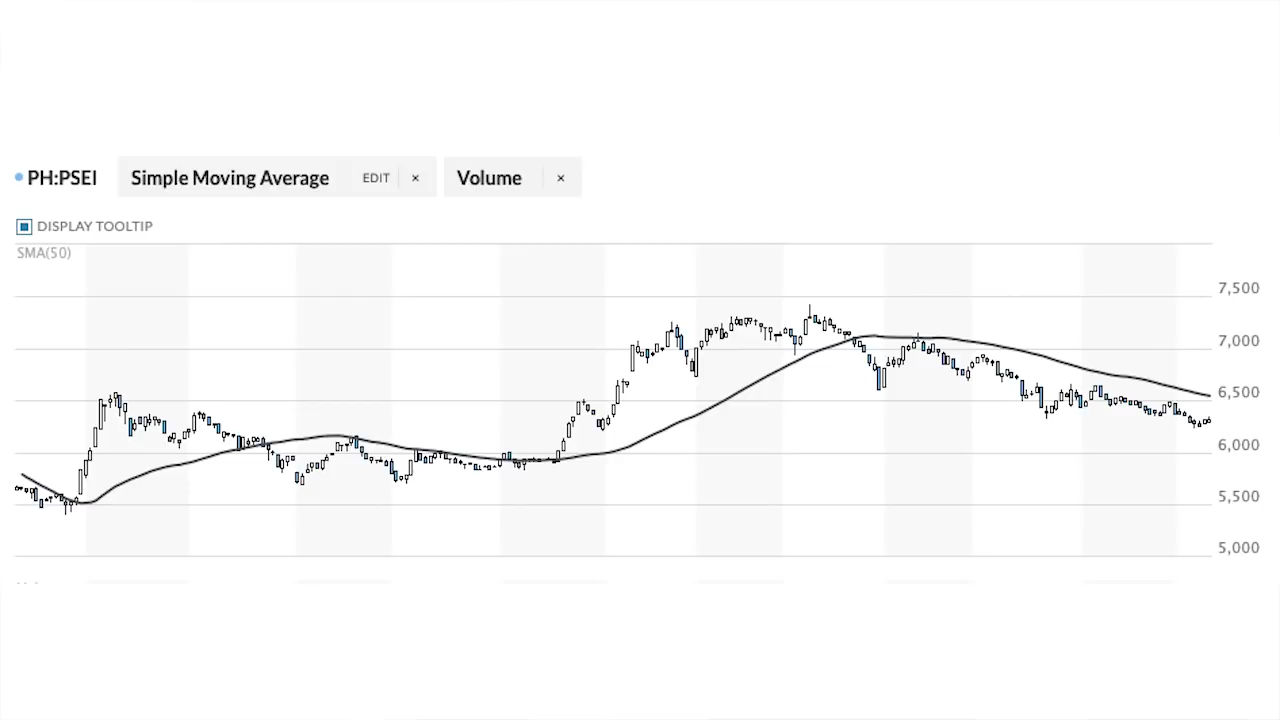 PH:PSEI Simple Moving Average EDIT × Volume ×
DISPLAY TOOLTIP
SMA(50)
7,500
7,000
6,500
6,000
5,500
5,000